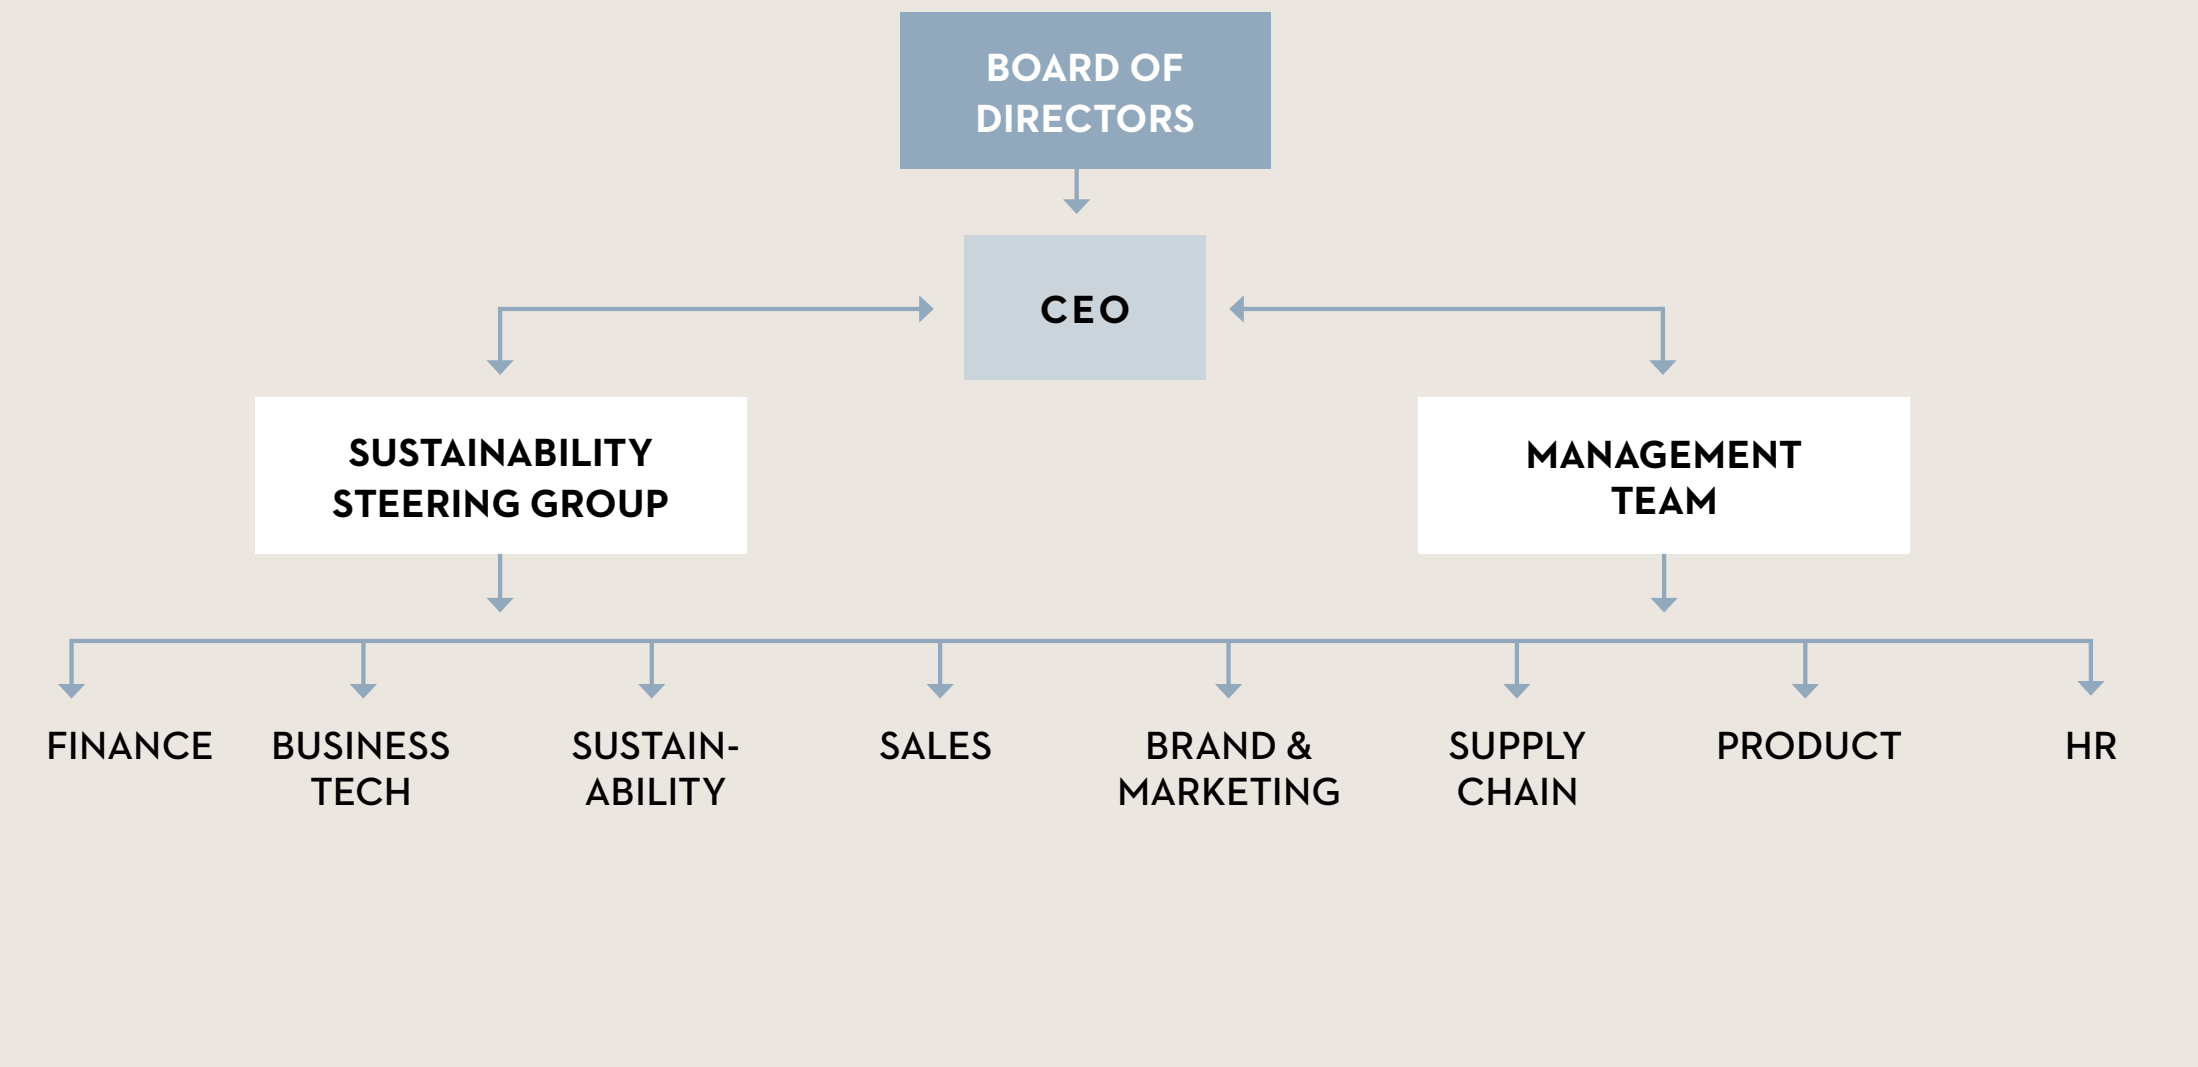 BOARD OF
DIRECTORS
CEO
SUSTAINABILITY
STEERING GROUP
MANAGEMENT
TEAM
FINANCE
BUSINESS
TECH
SUSTAIN-
ABILITY
SALES
BRAND &
MARKETING
SUPPLY
CHAIN
PRODUCT
HR